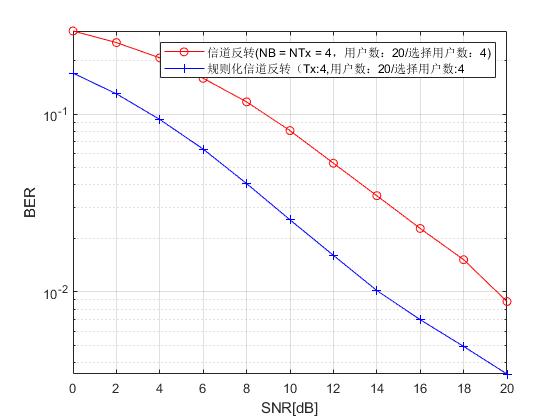 信道反转(NB = NTx = 4，用户数：20/选择用户数：4)
规则化信道反转（Tx:4,用户数：20/选择用户数:4
10-1
10-2
BER
0 2 4 6 8 10 12 14 16 18 20
SNR[dB]